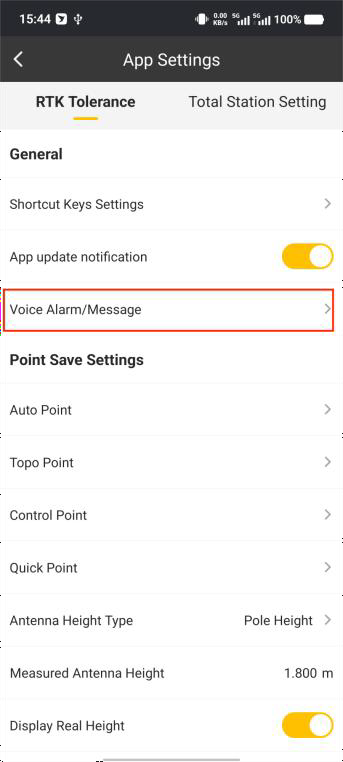 15:44 0.00 KB/s 5G 5G 100%
App Settings
RTK Tolerance Total Station Setting
General
Shortcut Keys Settings
App update notification
Voice Alarm/Message
Point Save Settings
Auto Point
Topo Point
Control Point
Quick Point
Antenna Height Type Pole Height
Measured Antenna Height 1.800 m
Display Real Height